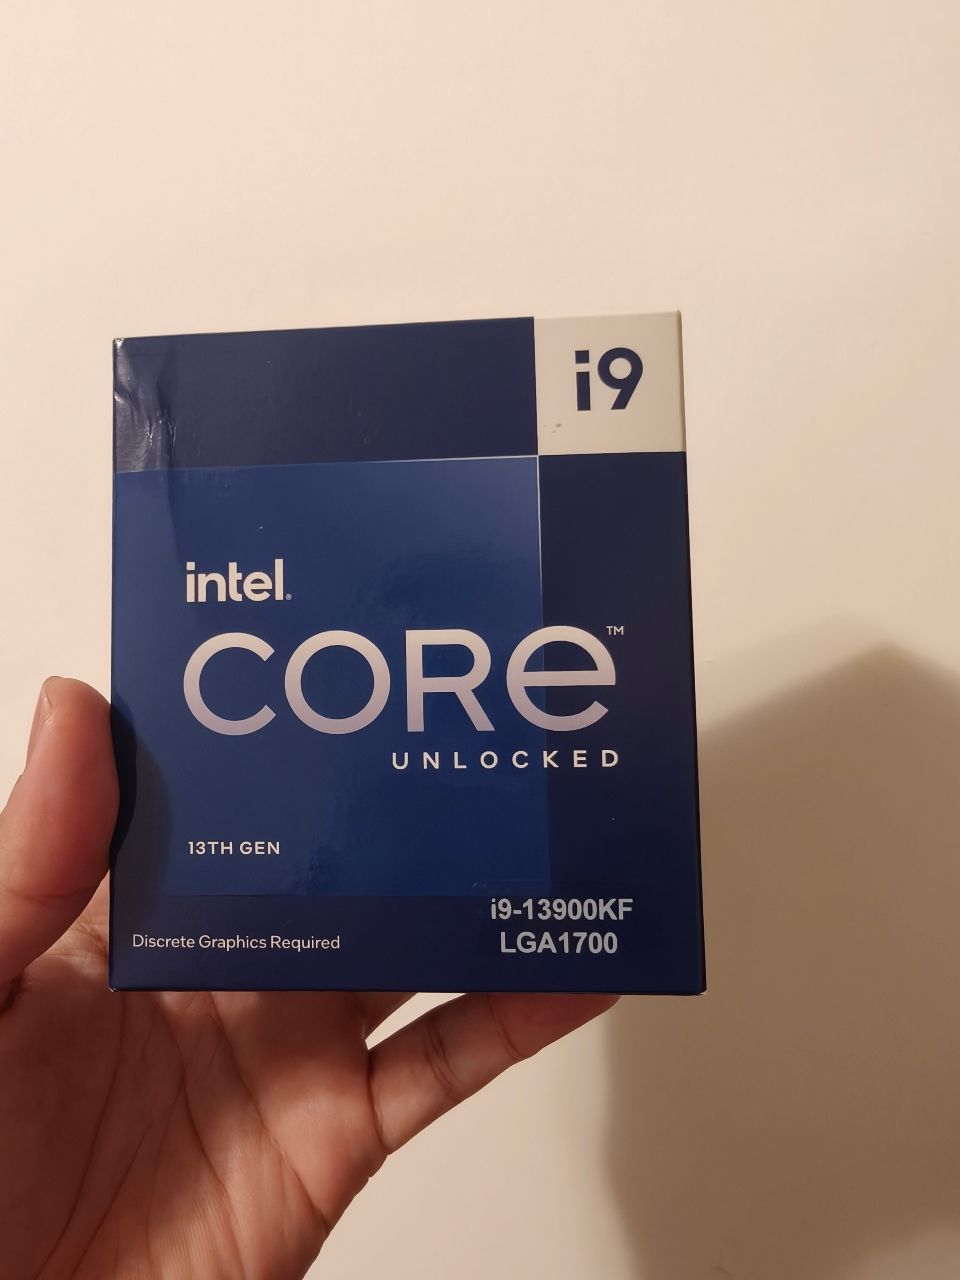 i9
intel.
CORE™
UNLOCKED
13TH GEN
i9-13900KF
Discrete Graphics Required
LGA1700